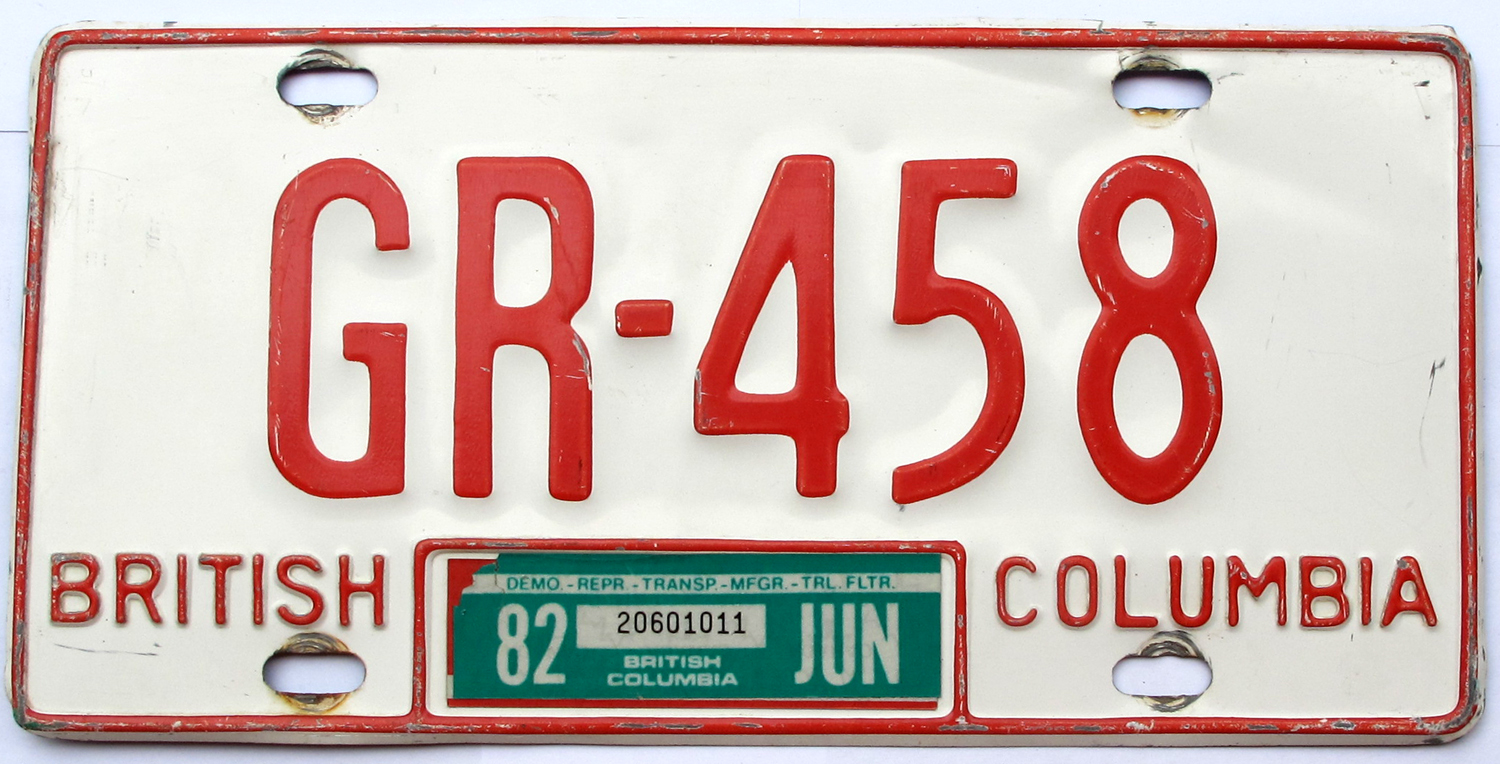 GR-458
BRITISH
COLUMBIA
DEMO.-REPR.-TRANSP.-MFGR.-TRL.FLTR.
82
20601011
JUN
BRITISH
COLUMBIA